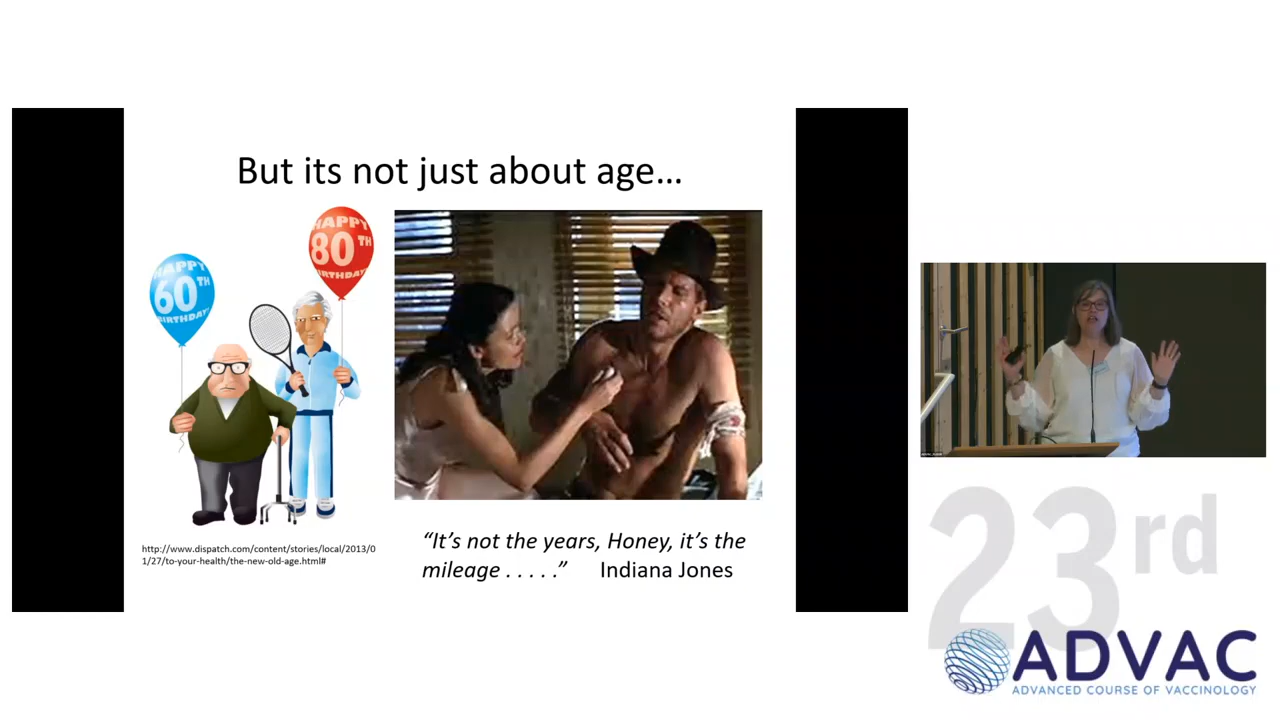 But its not just about age...
HAPPY
80TH
BIRTHDAY
HAPPY
60TH
BIRTHDAY
http://www.dispatch.com/content/stories/local/2013/0
1/27/to-your-health/the-new-old-age.html#
“It’s not the years, Honey, it’s the
mileage . . . . .” Indiana Jones
23rd
ADVAC
ADVANCED COURSE OF VACCINOLOGY